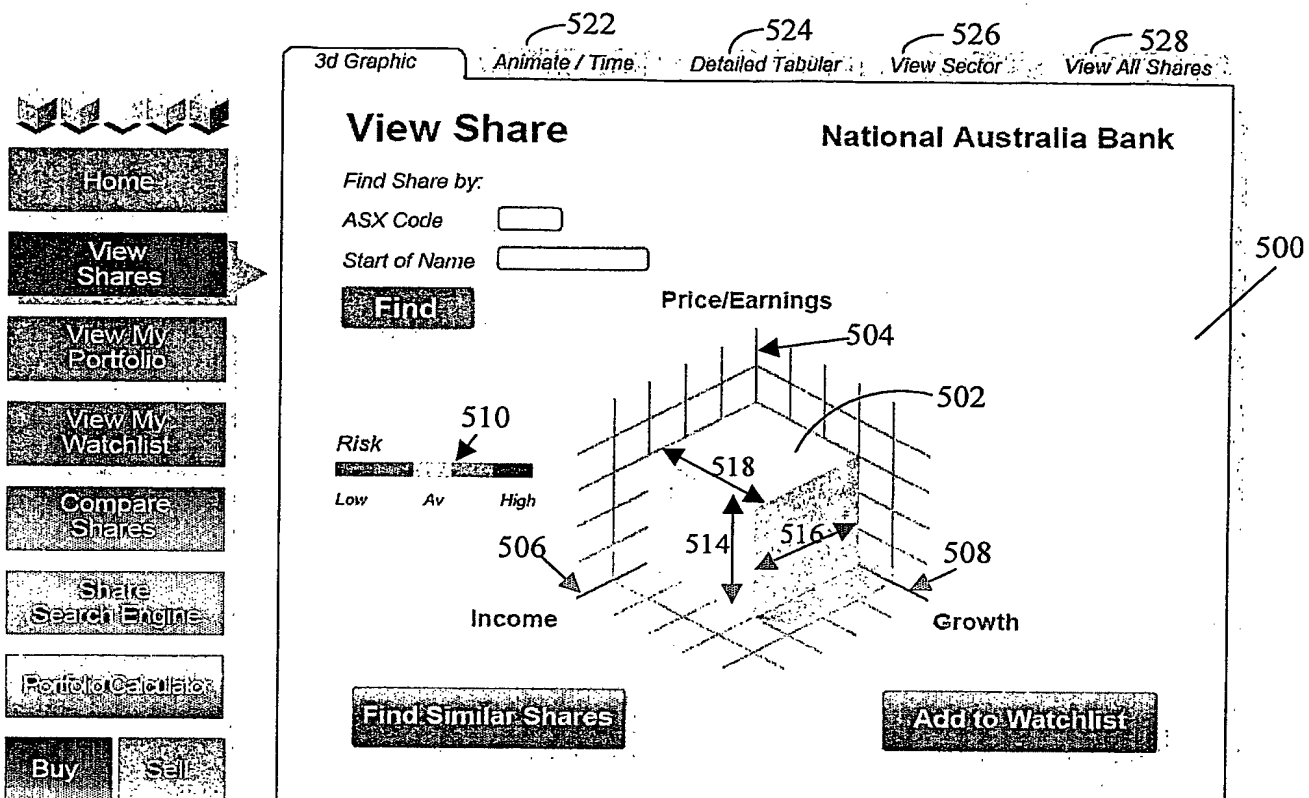 522
524
526
528
3d Graphic
Animate / Time
Detailed Tabular
View Sector
View All Shares
View Share
National Australia Bank
Home
Find Share by:
ASX Code
View
Shares
Start of Name
500
Find
Price/Earnings
View My
Portfolio
504
502
View My
Watchlist
510
Risk
518
Low
Av
High
Compare
Shares
506
514
516
508
Share
Search Engine
Income
Growth
Portfolio Calculator
Find Similar Shares
Add to Watchlist
Buy
Sell